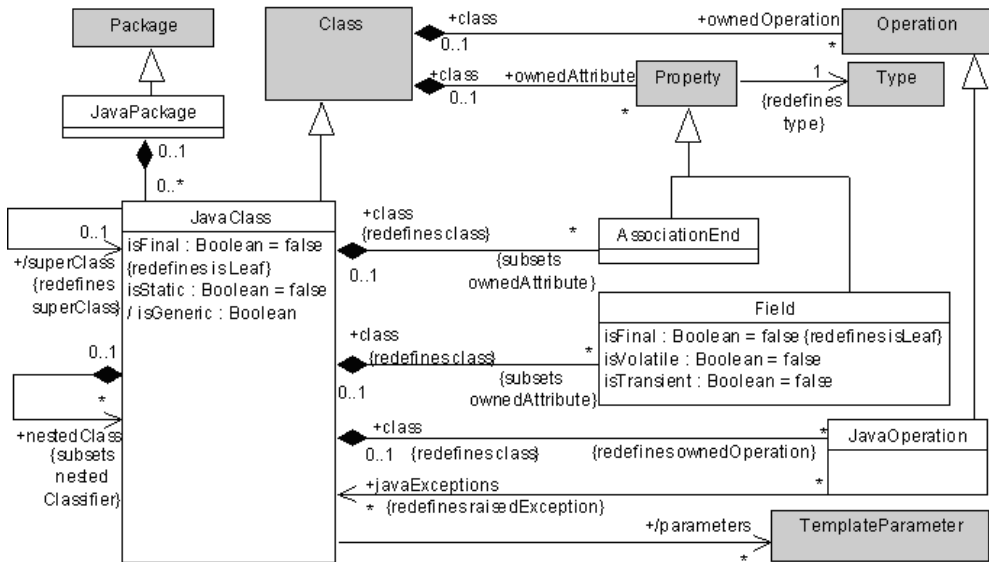 Package
Class
+class
0..1
+ownedOperation
*
Operation
+class
0..1
+ownedAttribute
*
Property
1
{redefines
type}
Type
JavaPackage
0..1
0..*
JavaClass
isFinal : Boolean = false
{redefines isLeaf}
isStatic : Boolean = false
/ isGeneric : Boolean
0..1
+/superClass
{redefines
superClass}
0..1
*
+nestedClass
{subsets
nested
Classifier}
+class
{redefines class}
0..1
*
{subsets
ownedAttribute}
AssociationEnd
Field
isFinal : Boolean = false {redefines isLeaf}
isVolatile : Boolean = false
isTransient : Boolean = false
+class
{redefines class}
0..1
*
{subsets
ownedAttribute}
+class
0..1
{redefines class}
*
{redefines ownedOperation}
JavaOperation
+javaExceptions
*
{redefines raisedException}
*
+/parameters
*
TemplateParameter